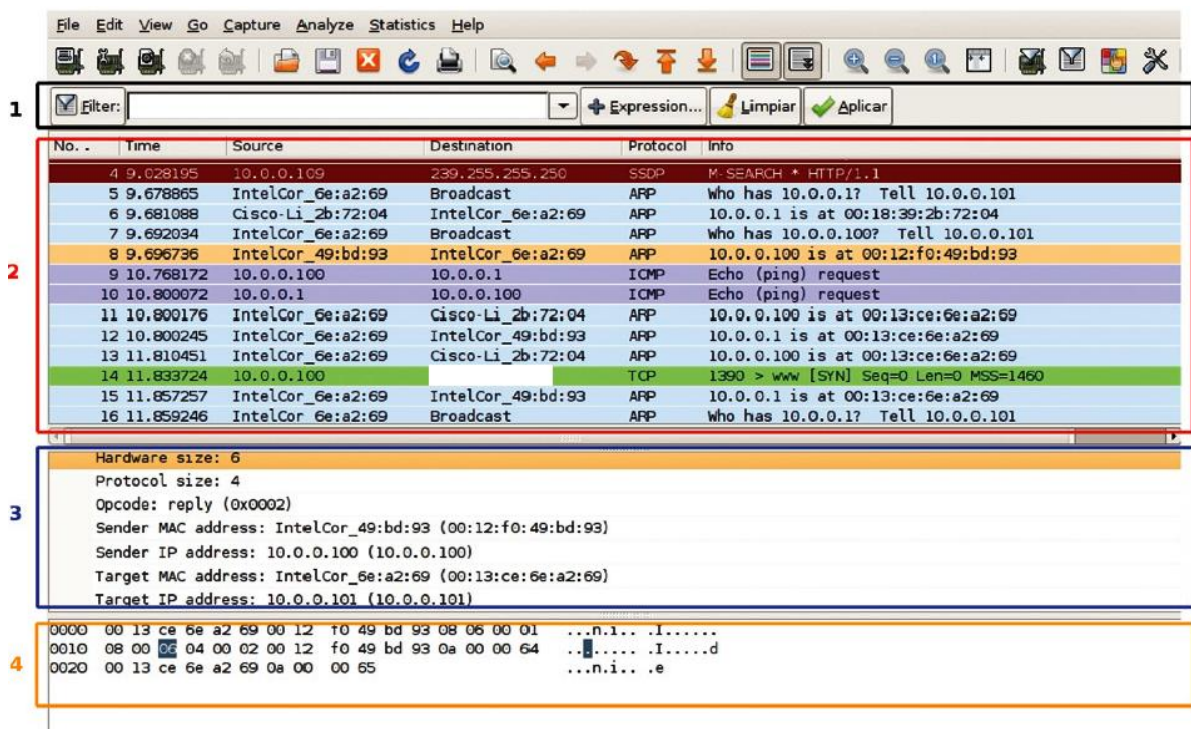 File Edit View Go Capture Analyze Statistics Help
1
Filter: Expression... Limpiar Aplicar
2
No. . Time Source Destination Protocol Info
4 9.028195 10.0.0.109 239.255.255.250 SSDP M-SEARCH * HTTP/1.1
5 9.678865 IntelCor_6e:a2:69 Broadcast ARP Who has 10.0.0.1? Tell 10.0.0.101
6 9.681088 Cisco-Li_2b:72:04 IntelCor_6e:a2:69 ARP 10.0.0.1 is at 00:18:39:2b:72:04
7 9.692034 IntelCor_6e:a2:69 Broadcast ARP Who has 10.0.0.100? Tell 10.0.0.101
8 9.696736 IntelCor_49:bd:93 IntelCor_6e:a2:69 ARP 10.0.0.100 is at 00:12:f0:49:bd:93
9 10.768172 10.0.0.100 10.0.0.1 ICMP Echo (ping) request
10 10.800072 10.0.0.1 10.0.0.100 ICMP Echo (ping) request
11 10.800176 IntelCor_6e:a2:69 Cisco-Li_2b:72:04 ARP 10.0.0.100 is at 00:13:ce:6e:a2:69
12 10.800245 IntelCor_6e:a2:69 IntelCor_49:bd:93 ARP 10.0.0.1 is at 00:13:ce:6e:a2:69
13 11.810451 IntelCor_6e:a2:69 Cisco-Li_2b:72:04 ARP 10.0.0.100 is at 00:13:ce:6e:a2:69
14 11.833724 10.0.0.100 TCP 1390 > www [SYN] Seq=0 Len=0 MSS=1460
15 11.857257 IntelCor_6e:a2:69 IntelCor_49:bd:93 ARP 10.0.0.1 is at 00:13:ce:6e:a2:69
16 11.859246 IntelCor_6e:a2:69 Broadcast ARP Who has 10.0.0.1? Tell 10.0.0.101
3
Hardware size: 6
Protocol size: 4
Opcode: reply (0x0002)
Sender MAC address: IntelCor_49:bd:93 (00:12:f0:49:bd:93)
Sender IP address: 10.0.0.100 (10.0.0.100)
Target MAC address: IntelCor_6e:a2:69 (00:13:ce:6e:a2:69)
Target IP address: 10.0.0.101 (10.0.0.101)
4
0000 00 13 ce 6e a2 69 00 12 f0 49 bd 93 08 06 00 01 ...n.i.. .I......
0010 08 00 06 04 00 02 00 12 f0 49 bd 93 0a 00 00 64 ........ .I.....d
0020 00 13 ce 6e a2 69 0a 00 00 65 ...n.i.. .e